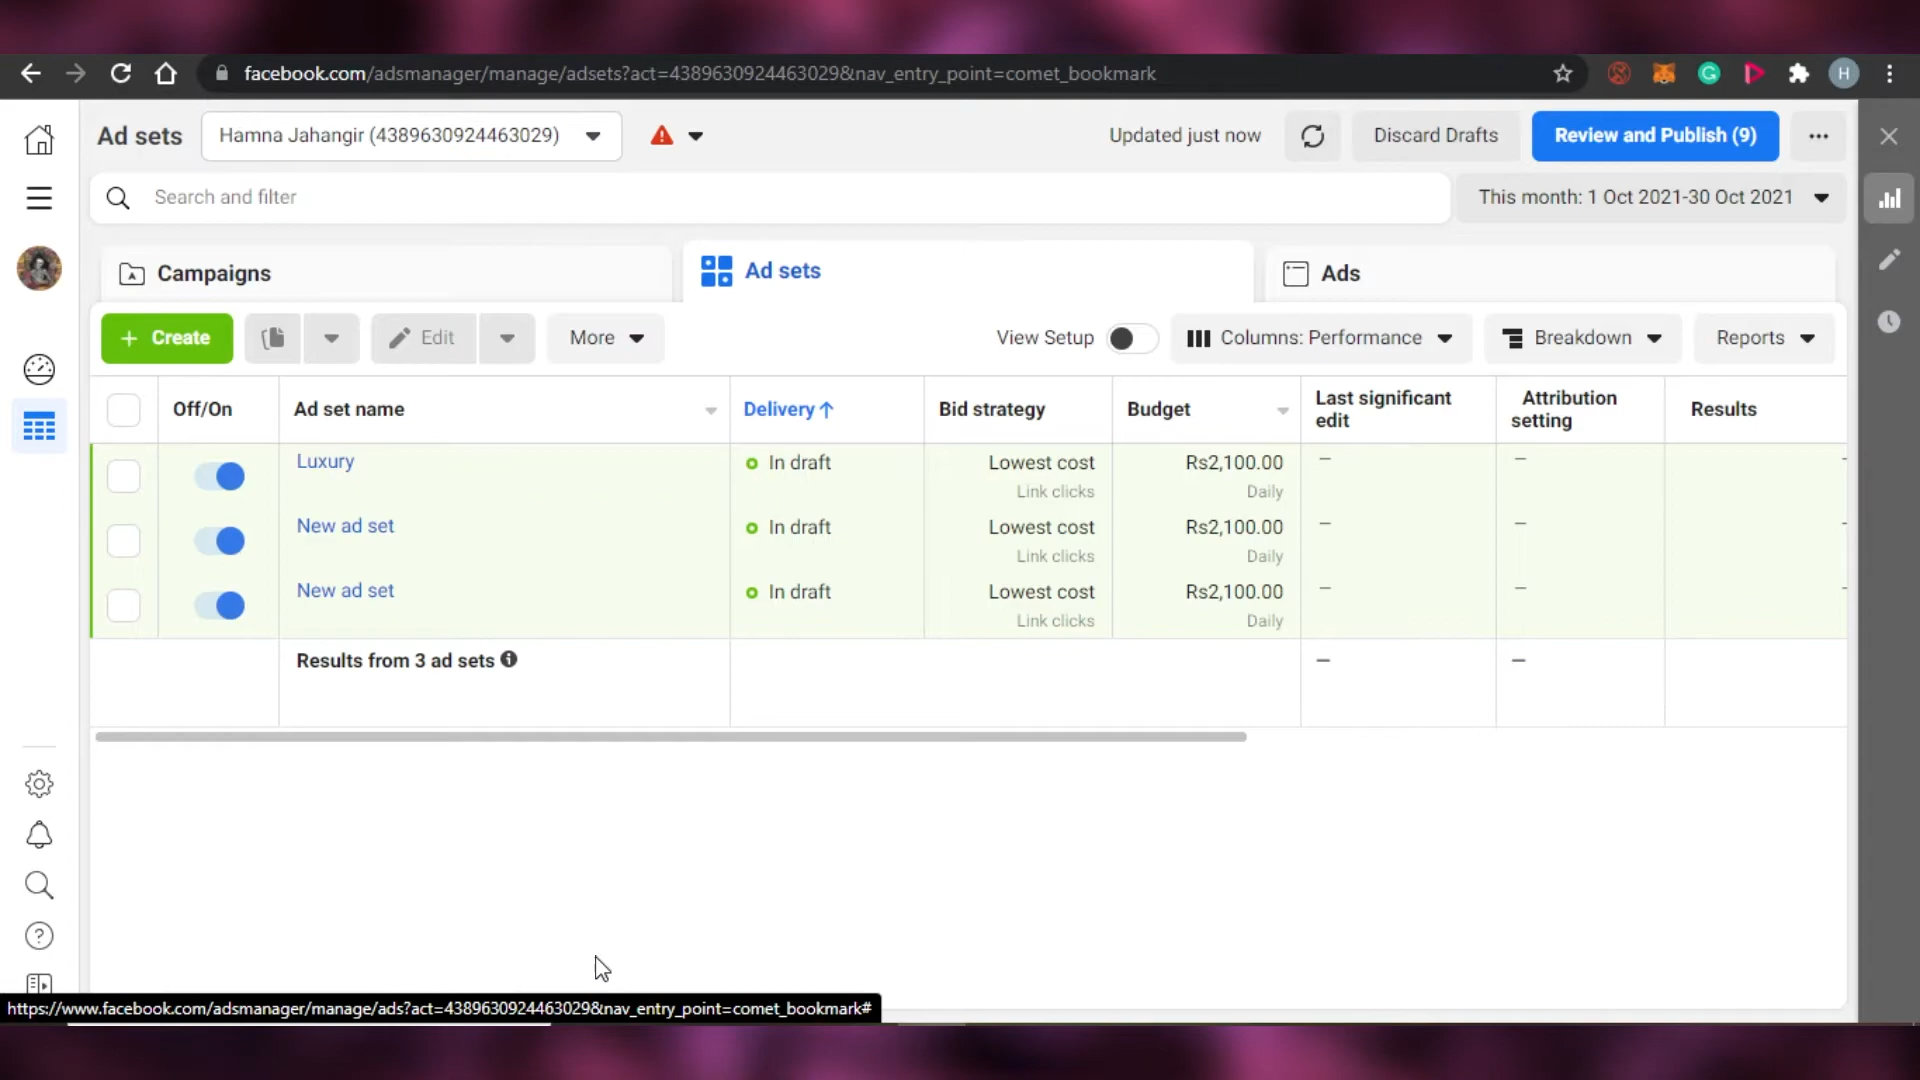 facebook.com/adsmanager/manage/adsets?act=4389630924463029&nav_entry_point=comet_bookmark
H
Ad sets
Hamna Jahangir (4389630924463029)
Updated just now
Discard Drafts
Review and Publish (9)
Search and filter
This month: 1 Oct 2021-30 Oct 2021
Campaigns
Ad sets
Ads
+ Create
Edit
More
View Setup
Columns: Performance
Breakdown
Reports
Off/On
Ad set name
Delivery↑
Bid strategy
Budget
Last significant
edit
Attribution
setting
Results
Luxury
In draft
Lowest cost
Link clicks
Rs2,100.00
Daily
–
–
New ad set
In draft
Lowest cost
Link clicks
Rs2,100.00
Daily
–
–
New ad set
In draft
Lowest cost
Link clicks
Rs2,100.00
Daily
–
–
Results from 3 ad sets
–
–
https://www.facebook.com/adsmanager/manage/ads?act=4389630924463029&nav_entry_point=comet_bookmark#